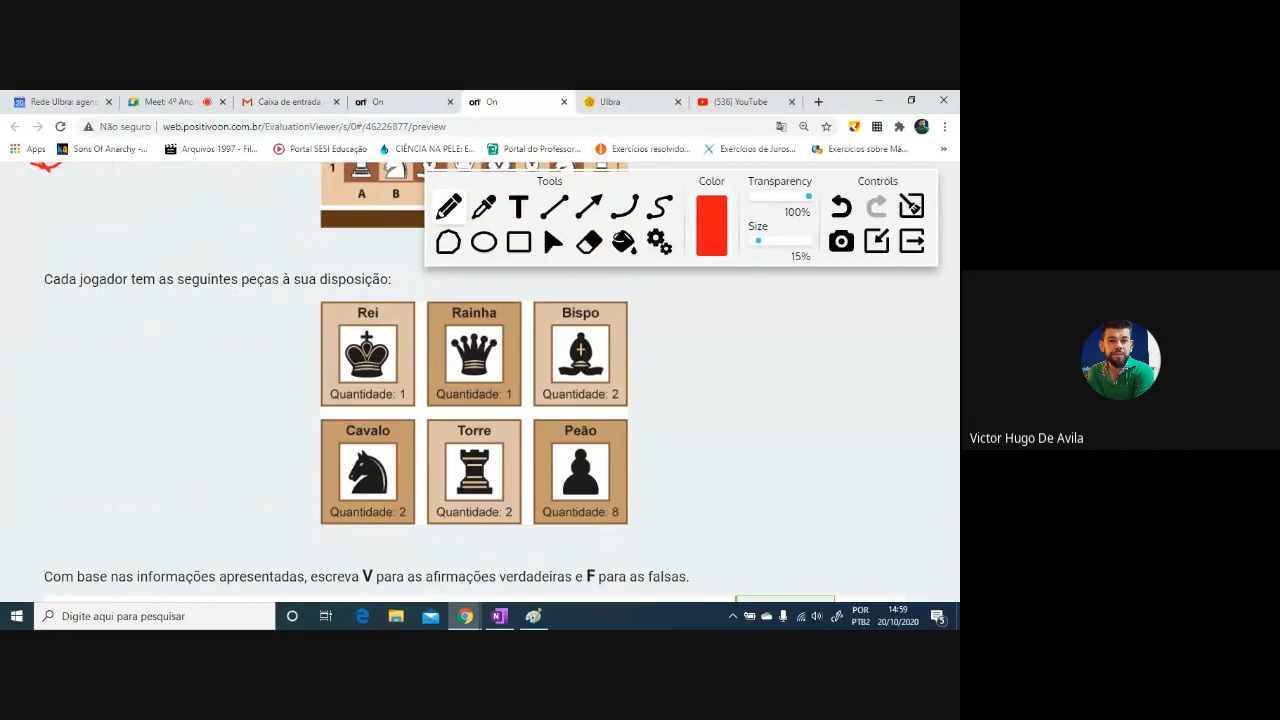 Rede Ulbra: agen
Meet: 4º Ano
Caixa de entrada -
On
On
Ulbra
(536) YouTube
Não seguro
web.positivoon.com.br/EvaluationViewer/s/0#/46226877/preview
Apps
Sons Of Anarchy -...
Arquivos 1997 - Fil...
Portal SESI Educação
CIÊNCIA NA PELE: E...
Portal do Professor...
Exercícios resolvido...
Exercícios de Juros...
Exercícios sobre Ma...
»
1
A B
Tools
Color
Transparency
100%
Size
15%
Controls
Cada jogador tem as seguintes peças à sua disposição:
Rei
Quantidade: 1
Rainha
Quantidade: 1
Bispo
Quantidade: 2
Cavalo
Quantidade: 2
Torre
Quantidade: 2
Peão
Quantidade: 8
Com base nas informações apresentadas, escreva V para as afirmações verdadeiras e F para as falsas.
Digite aqui para pesquisar
POR
PTB2
14:59
20/10/2020
5
Victor Hugo De Avila